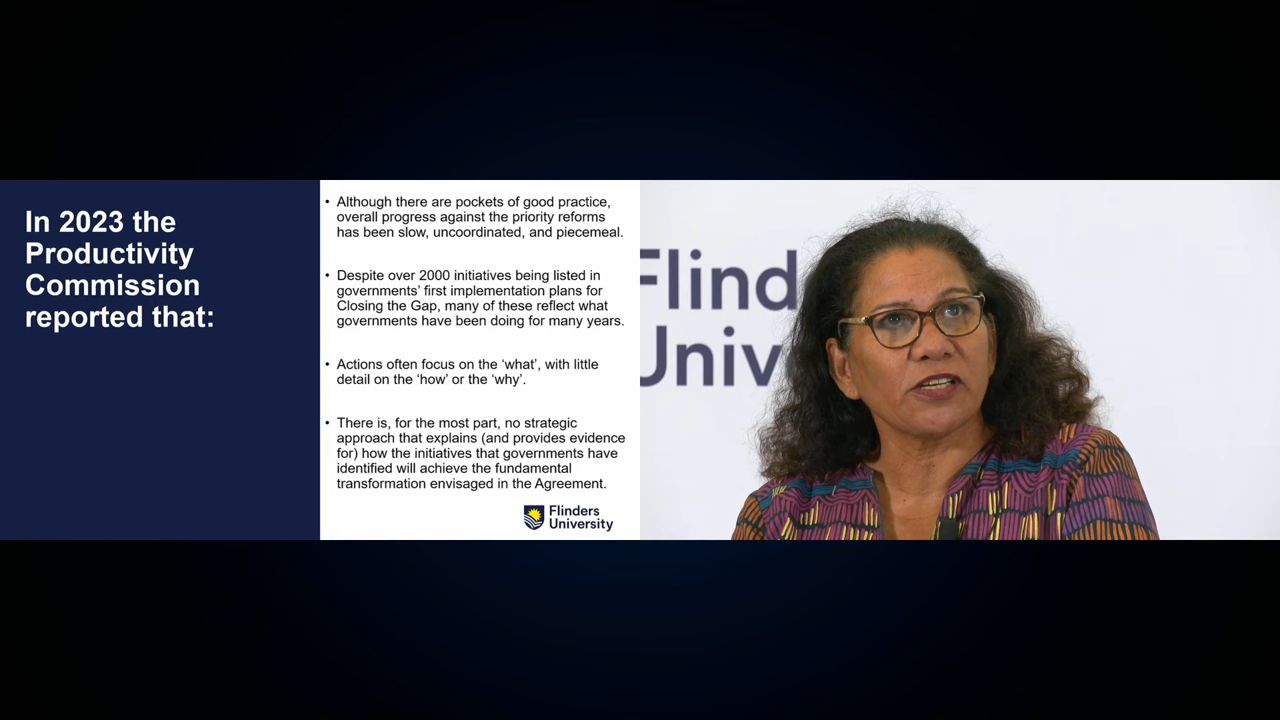 In 2023 the
Productivity
Commission
reported that:
• Although there are pockets of good practice,
overall progress against the priority reforms
has been slow, uncoordinated, and piecemeal.
• Despite over 2000 initiatives being listed in
governments’ first implementation plans for
Closing the Gap, many of these reflect what
governments have been doing for many years.
• Actions often focus on the ‘what’, with little
detail on the ‘how’ or the ‘why’.
• There is, for the most part, no strategic
approach that explains (and provides evidence
for) how the initiatives that governments have
identified will achieve the fundamental
transformation envisaged in the Agreement.
Flinders
University
Flind
Univ